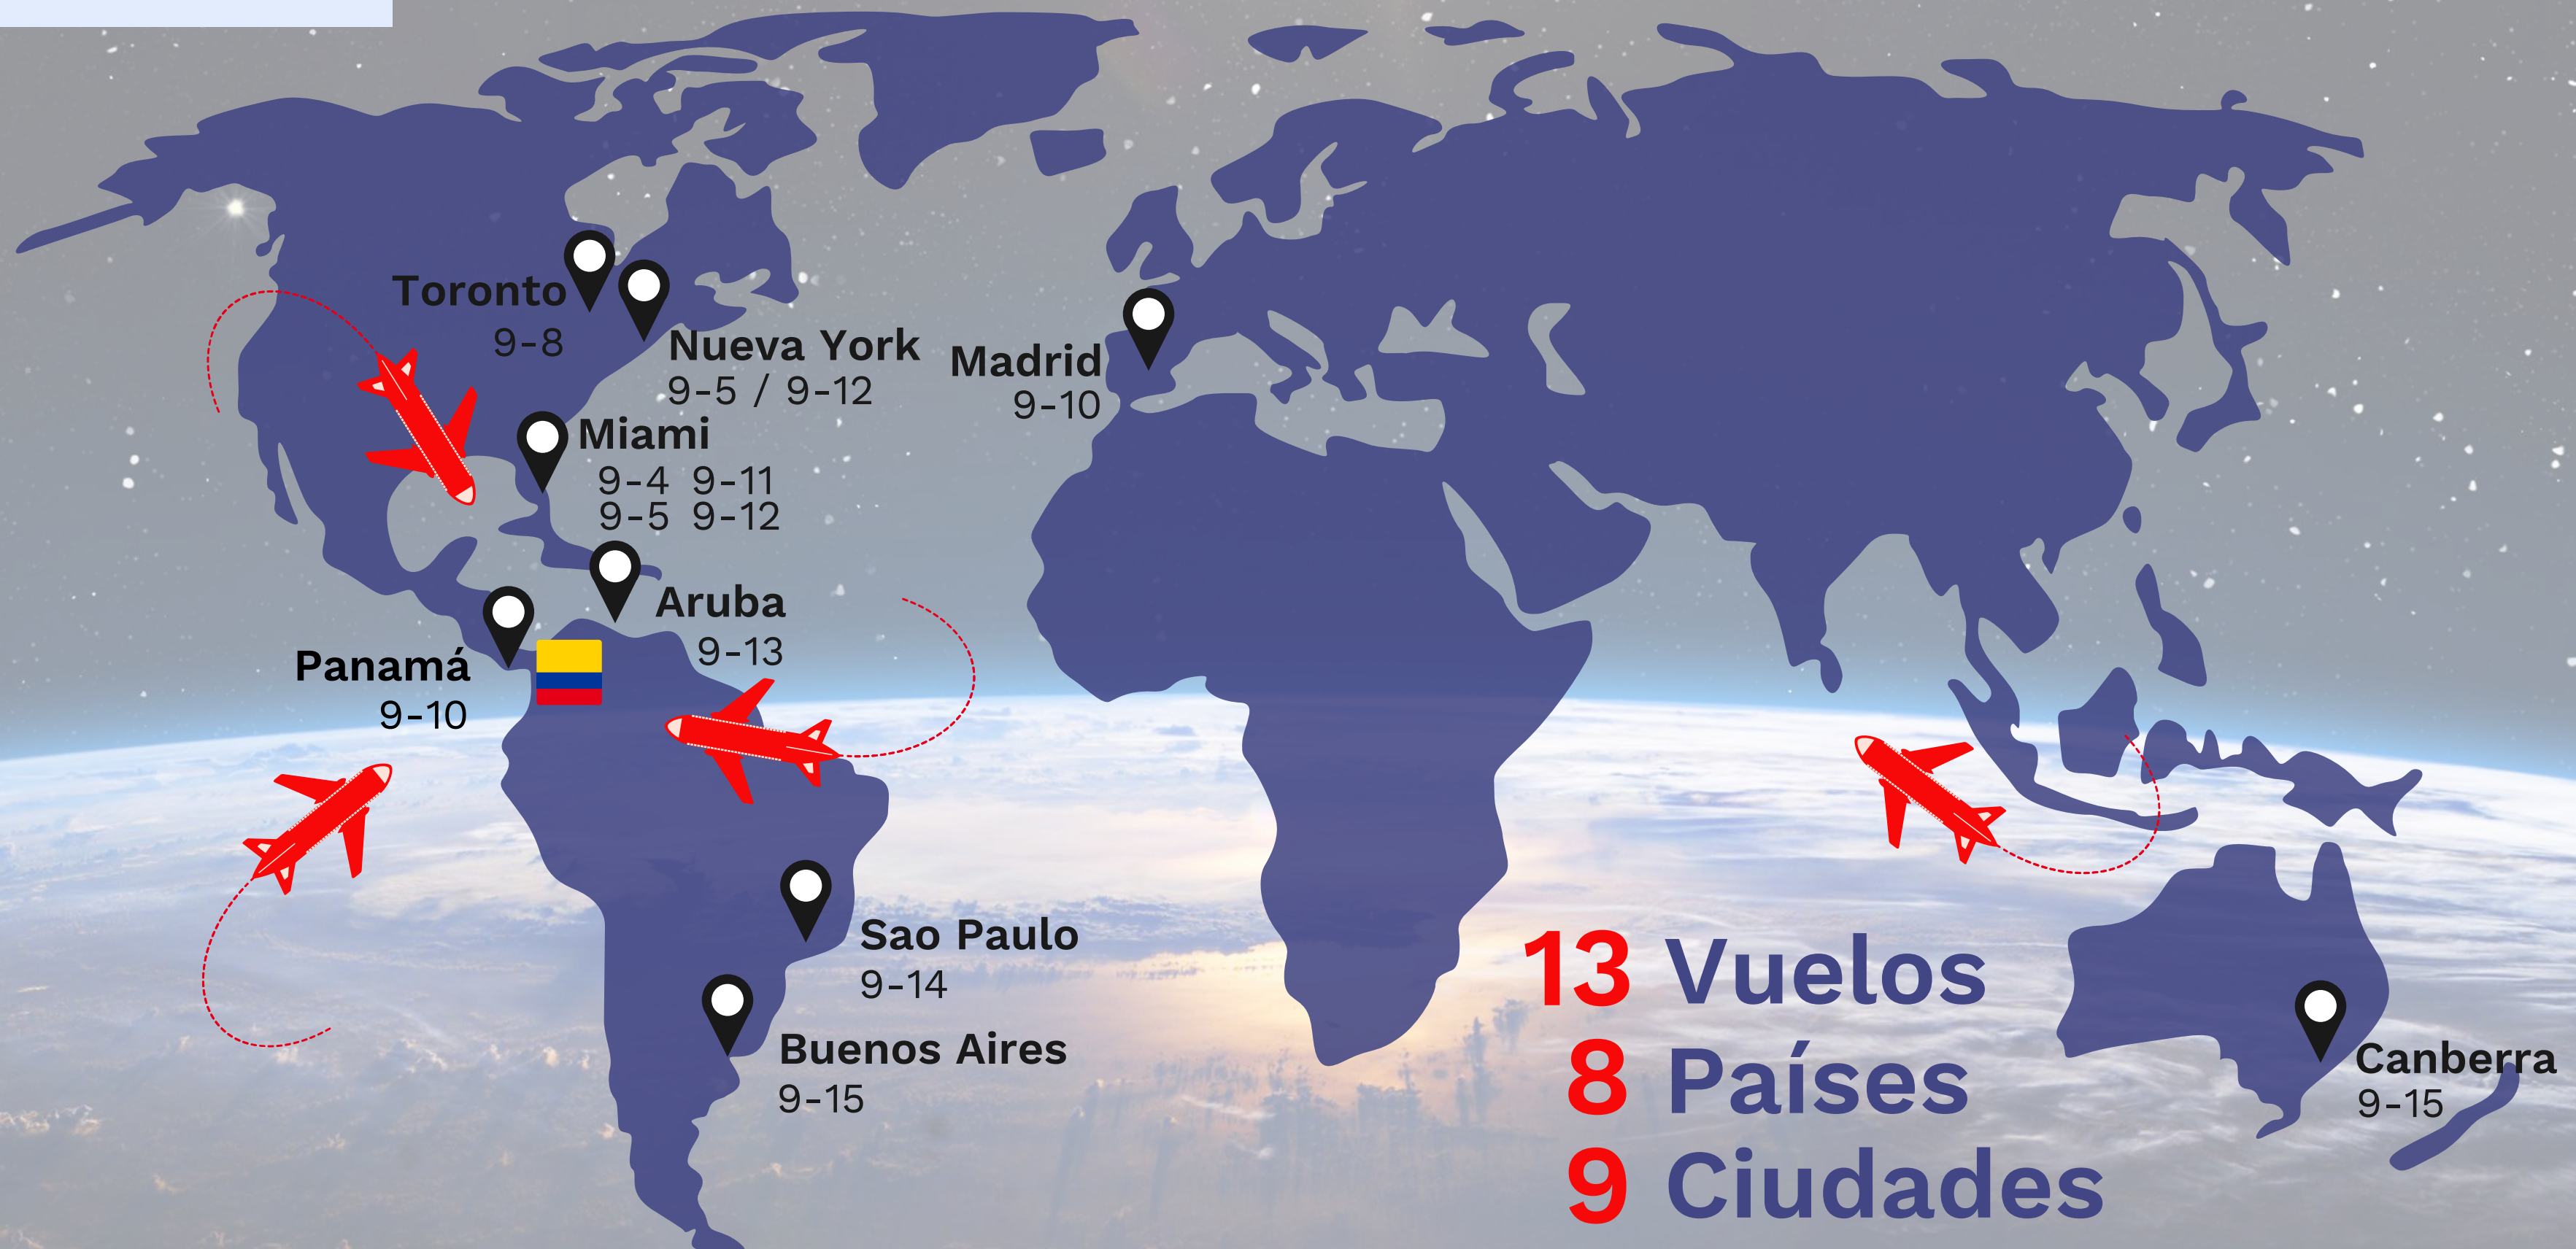 Toronto
9-8
Nueva York
9-5 / 9-12
Madrid
9-10
Miami
9-4 9-11
9-5 9-12
Aruba
9-13
Panamá
9-10
Sao Paulo
9-14
Buenos Aires
9-15
13 Vuelos
8 Países
9 Ciudades
Canberra
9-15